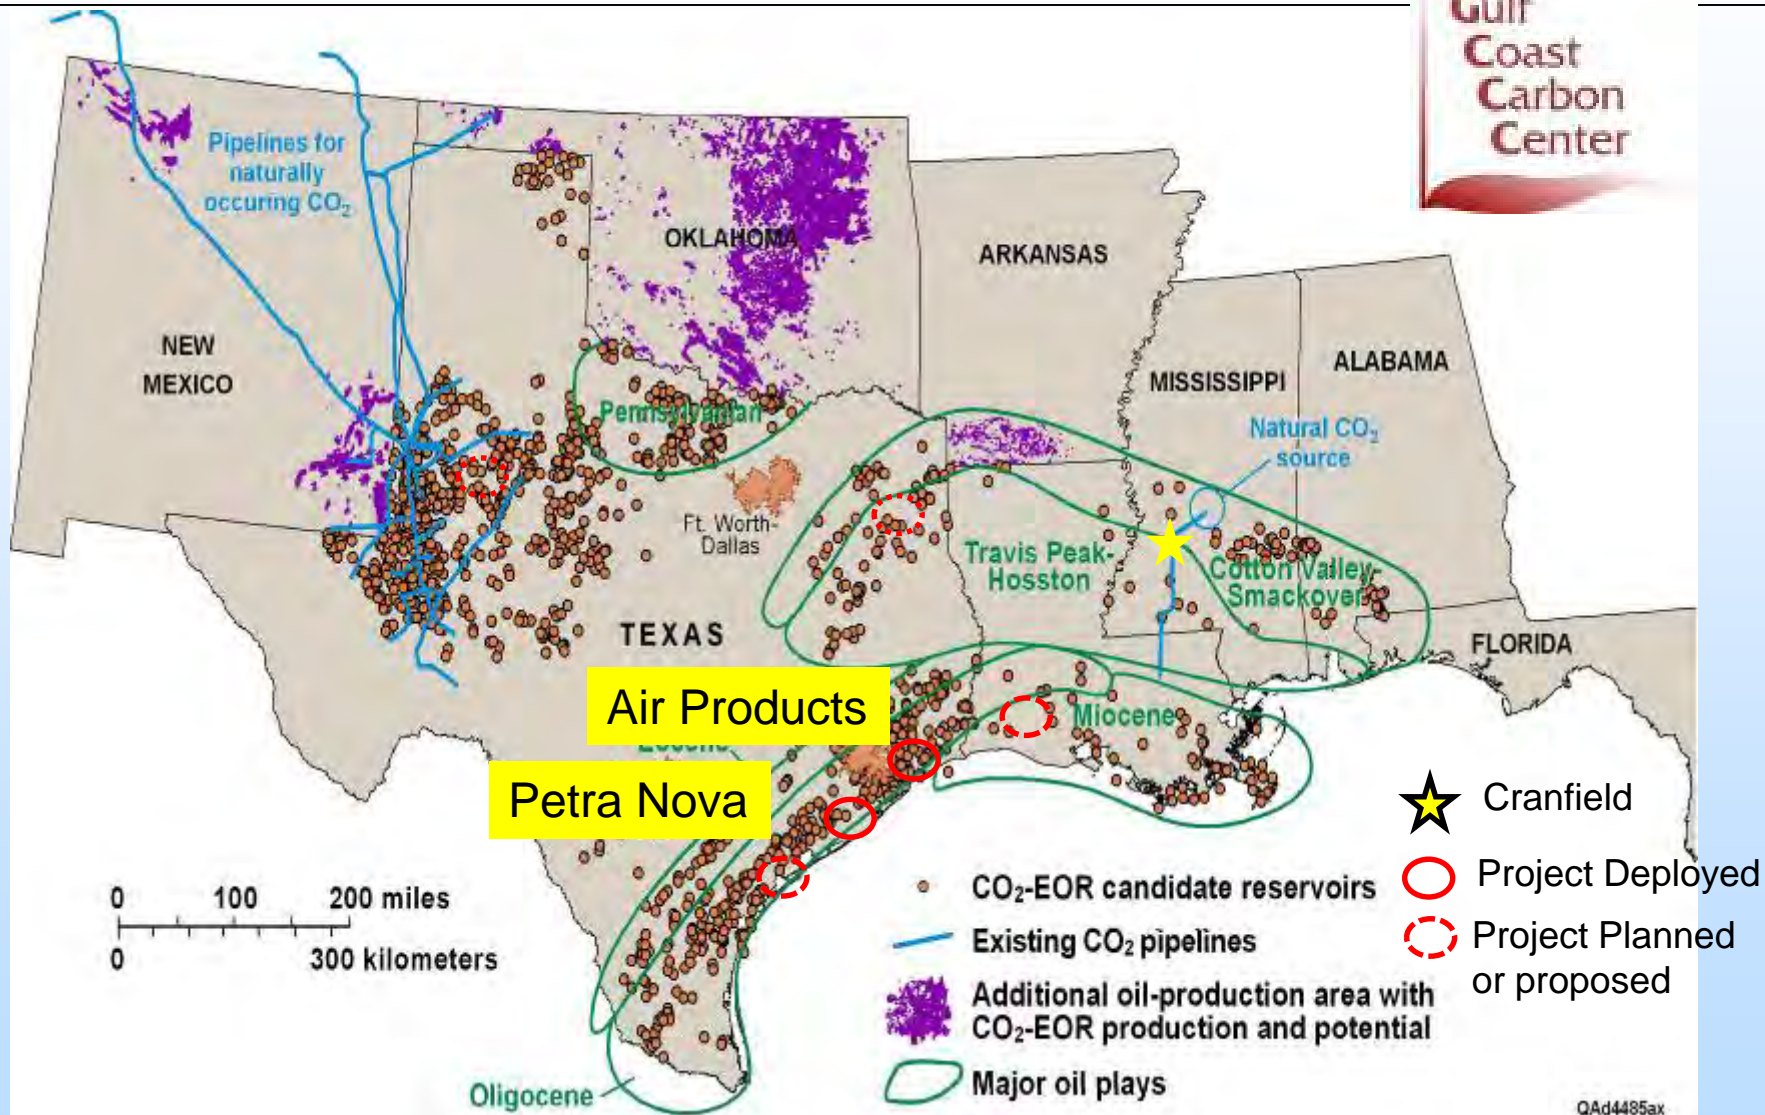 Gulf
Coast
Carbon
Center
Pipelines for
naturally
occuring CO₂
OKLAHOMA
ARKANSAS
NEW
MEXICO
MISSISSIPPI
ALABAMA
Pennsylvanian
Natural CO₂
source
Ft. Worth-
Dallas
Travis Peak-
Hosston
Cotton Valley-
Smackover
TEXAS
FLORIDA
Air Products
Miocene
Eocene
Petra Nova
Cranfield
Project Deployed
Project Planned
or proposed
0 100 200 miles
0 300 kilometers
CO₂-EOR candidate reservoirs
Existing CO₂ pipelines
Additional oil-production area with
CO₂-EOR production and potential
Major oil plays
Oligocene
QAd4485ax